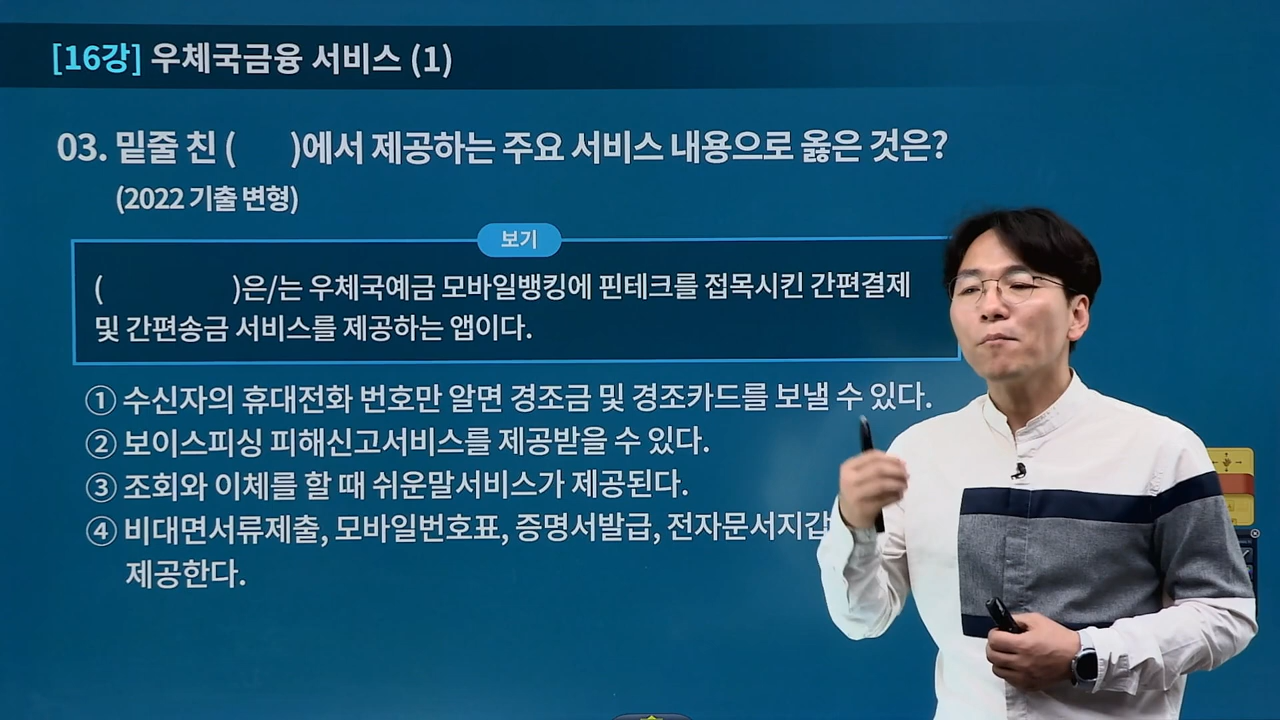 [16강] 우체국금융 서비스 (1)
03. 밑줄 친 (      )에서 제공하는 주요 서비스 내용으로 옳은 것은?
(2022 기출 변형)
보기
(            )은/는 우체국예금 모바일뱅킹에 핀테크를 접목시킨 간편결제
및 간편송금 서비스를 제공하는 앱이다.
① 수신자의 휴대전화 번호만 알면 경조금 및 경조카드를 보낼 수 있다.
② 보이스피싱 피해신고서비스를 제공받을 수 있다.
③ 조회와 이체를 할 때 쉬운말서비스가 제공된다.
④ 비대면서류제출, 모바일번호표, 증명서발급, 전자문서지갑
제공한다.